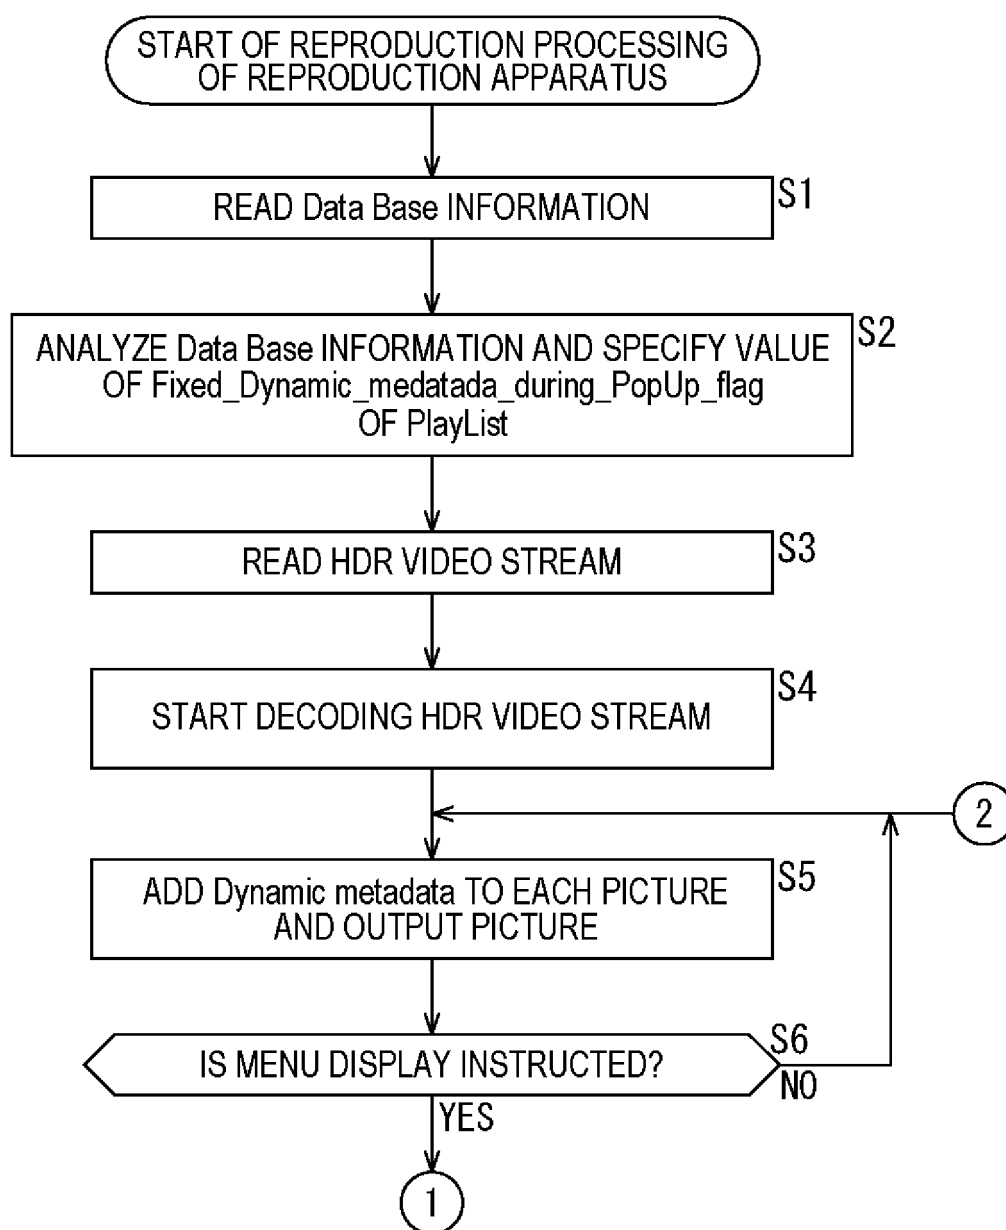 START OF REPRODUCTION PROCESSING
OF REPRODUCTION APPARATUS
READ Data Base INFORMATION
S1
ANALYZE Data Base INFORMATION AND SPECIFY VALUE
OF Fixed_Dynamic_medatada_during_PopUp_flag
OF PlayList
S2
READ HDR VIDEO STREAM
S3
START DECODING HDR VIDEO STREAM
S4
2
ADD Dynamic metadata TO EACH PICTURE
AND OUTPUT PICTURE
S5
IS MENU DISPLAY INSTRUCTED?
S6
NO
YES
1